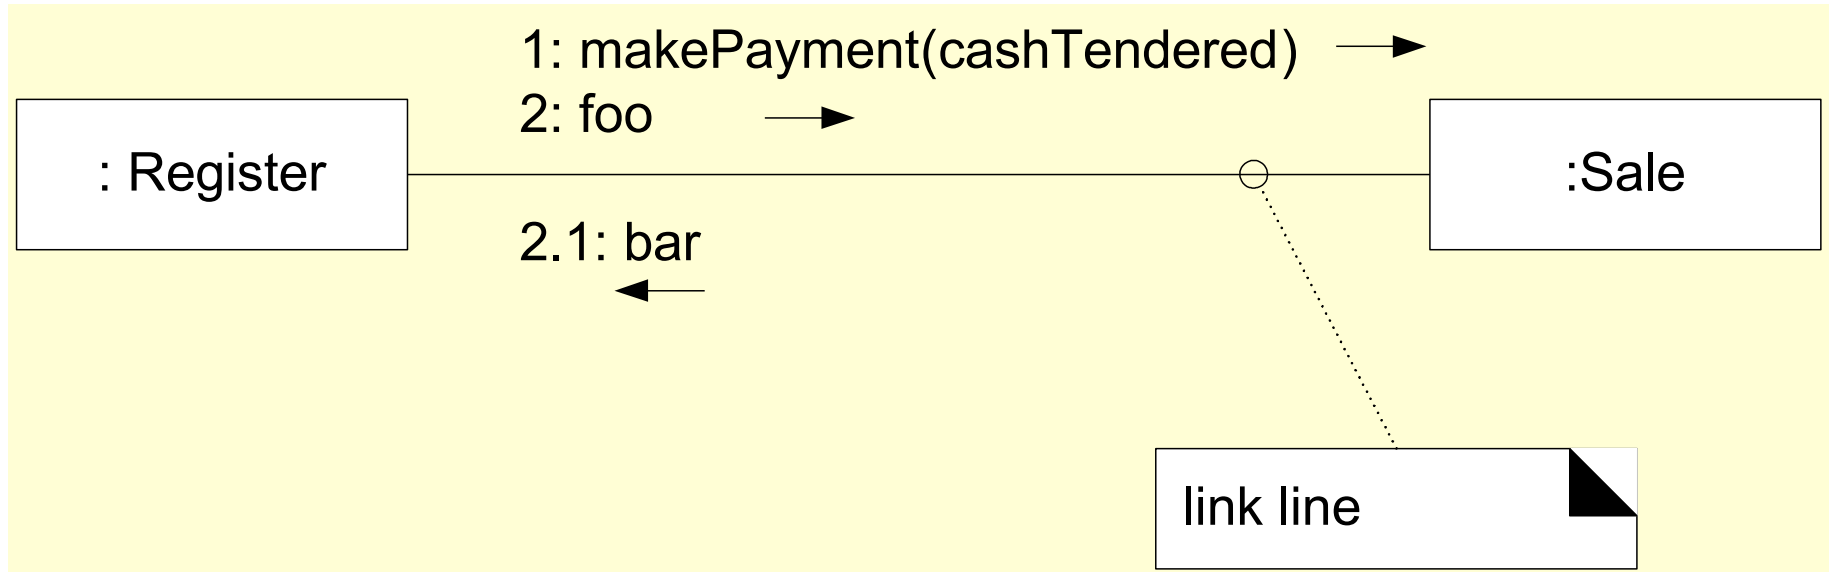 1: makePayment(cashTendered)
2: foo
: Register
:Sale
2.1: bar
link line